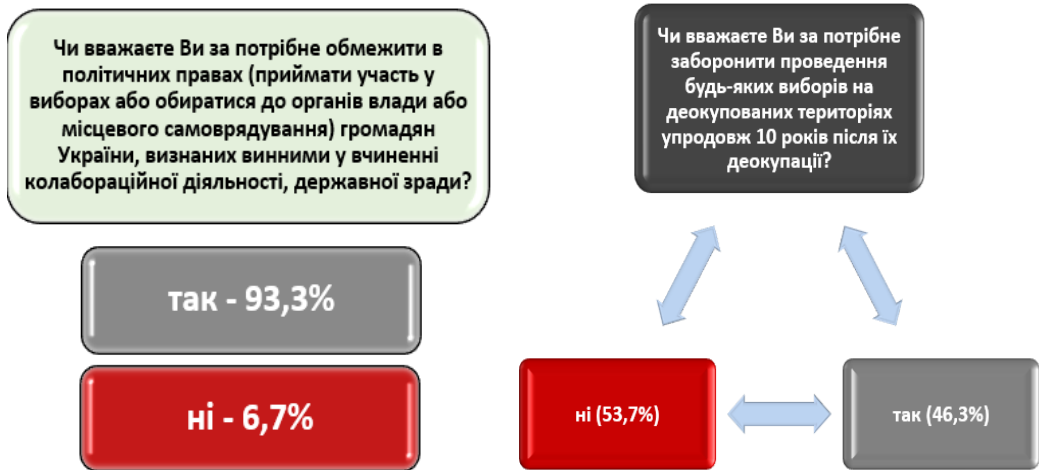 Чи вважаєте Ви за потрібне обмежити в
політичних правах (приймати участь у
виборах або обиратися до органів влади або
місцевого самоврядування) громадян
України, визнаних винними у вчиненні
колабораційної діяльності, державної зради?
так - 93,3%
ні - 6,7%
Чи вважаєте Ви за потрібне
заборонити проведення
будь-яких виборів на
деокупованих територіях
упродовж 10 років після їх
деокупації?
ні (53,7%)
так (46,3%)